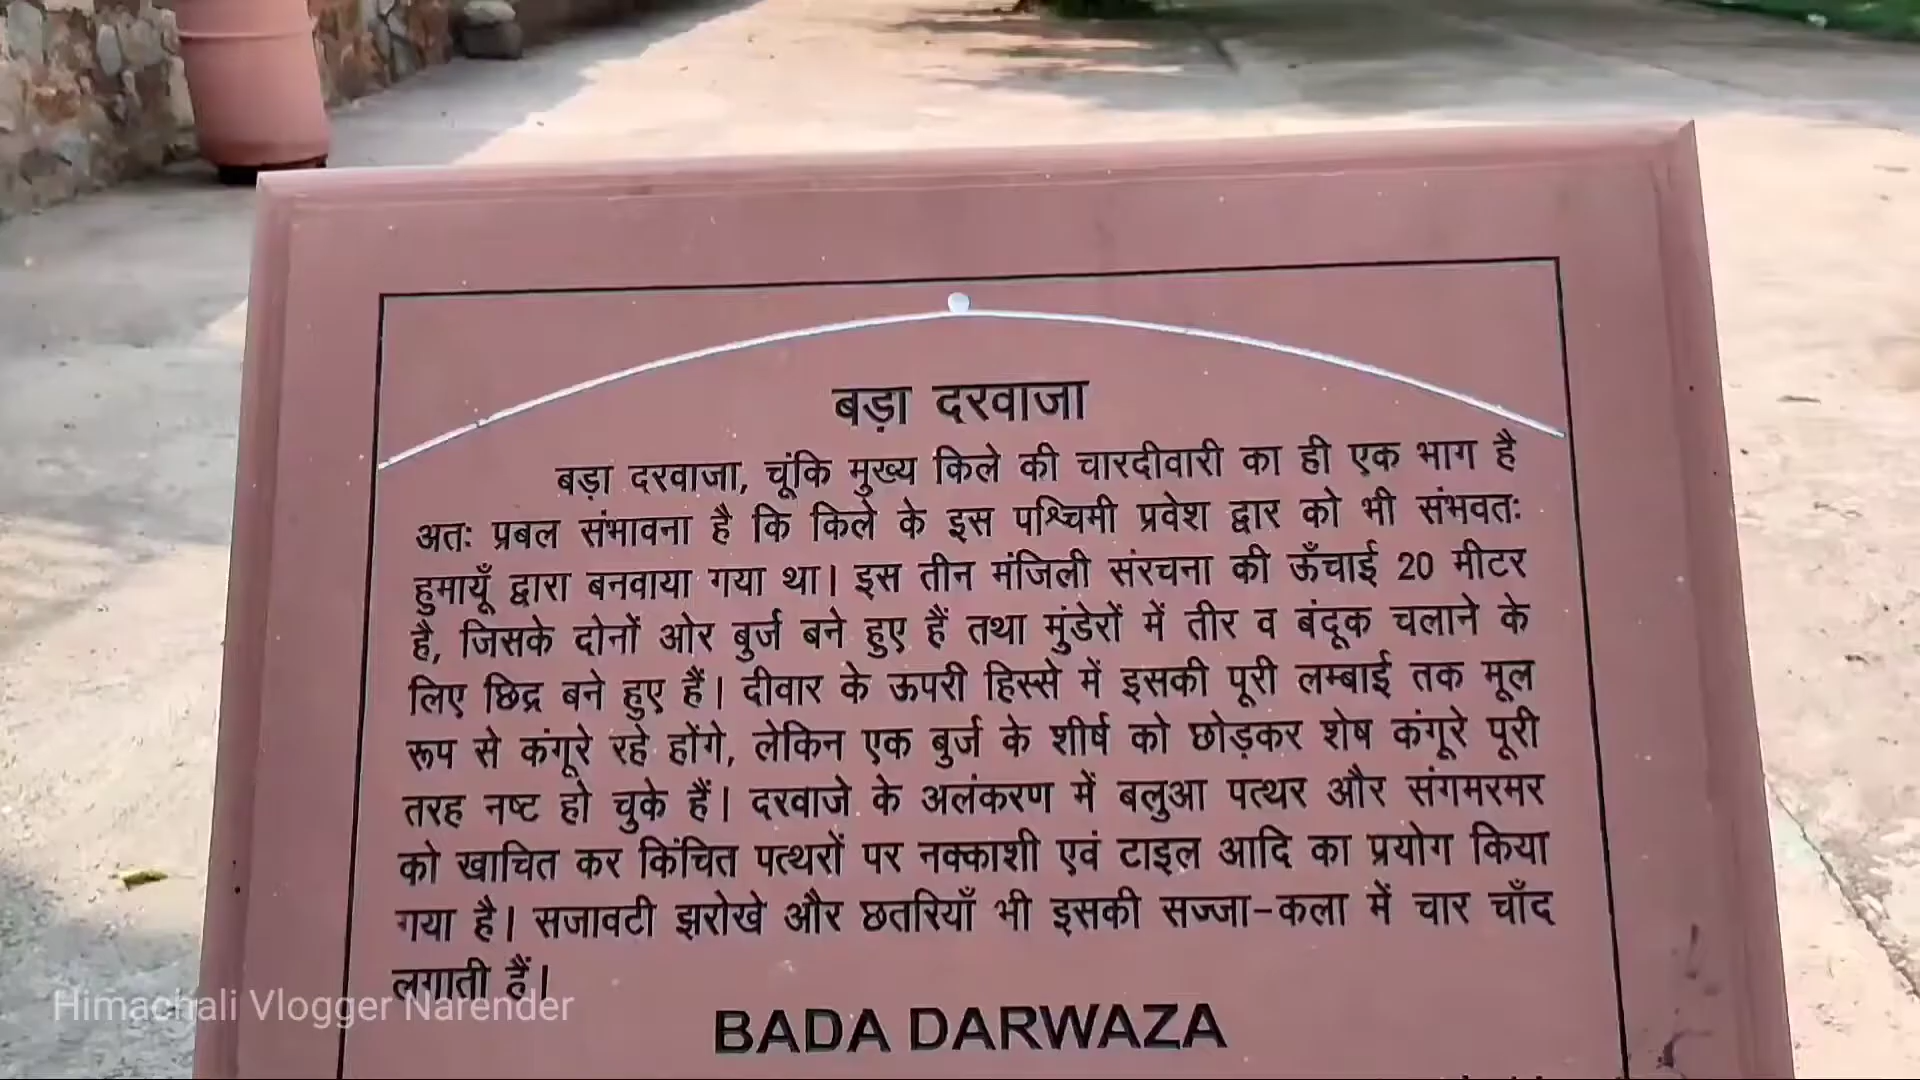 बड़ा दरवाजा
बड़ा दरवाजा, चूंकि मुख्य किले की चारदीवारी का ही एक भाग है
अतः प्रबल संभावना है कि किले के इस पश्चिमी प्रवेश द्वार को भी संभवतः
हुमायूँ द्वारा बनवाया गया था। इस तीन मंजिली संरचना की ऊँचाई 20 मीटर
है, जिसके दोनों ओर बुर्ज बने हुए हैं तथा मुंडेरों में तीर व बंदूक चलाने के
लिए छिद्र बने हुए हैं। दीवार के ऊपरी हिस्से में इसकी पूरी लम्बाई तक मूल
रूप से कंगूरे रहे होंगे, लेकिन एक बुर्ज के शीर्ष को छोड़कर शेष कंगूरे पूरी
तरह नष्ट हो चुके हैं। दरवाजे के अलंकरण में बलुआ पत्थर और संगमरमर
को खाचित कर किंचित पत्थरों पर नक्काशी एवं टाइल आदि का प्रयोग किया
गया है। सजावटी झरोखे और छतरियाँ भी इसकी सज्जा-कला में चार चाँद
लगाती हैं।
Himachali Vlogger Narender
BADA DARWAZA